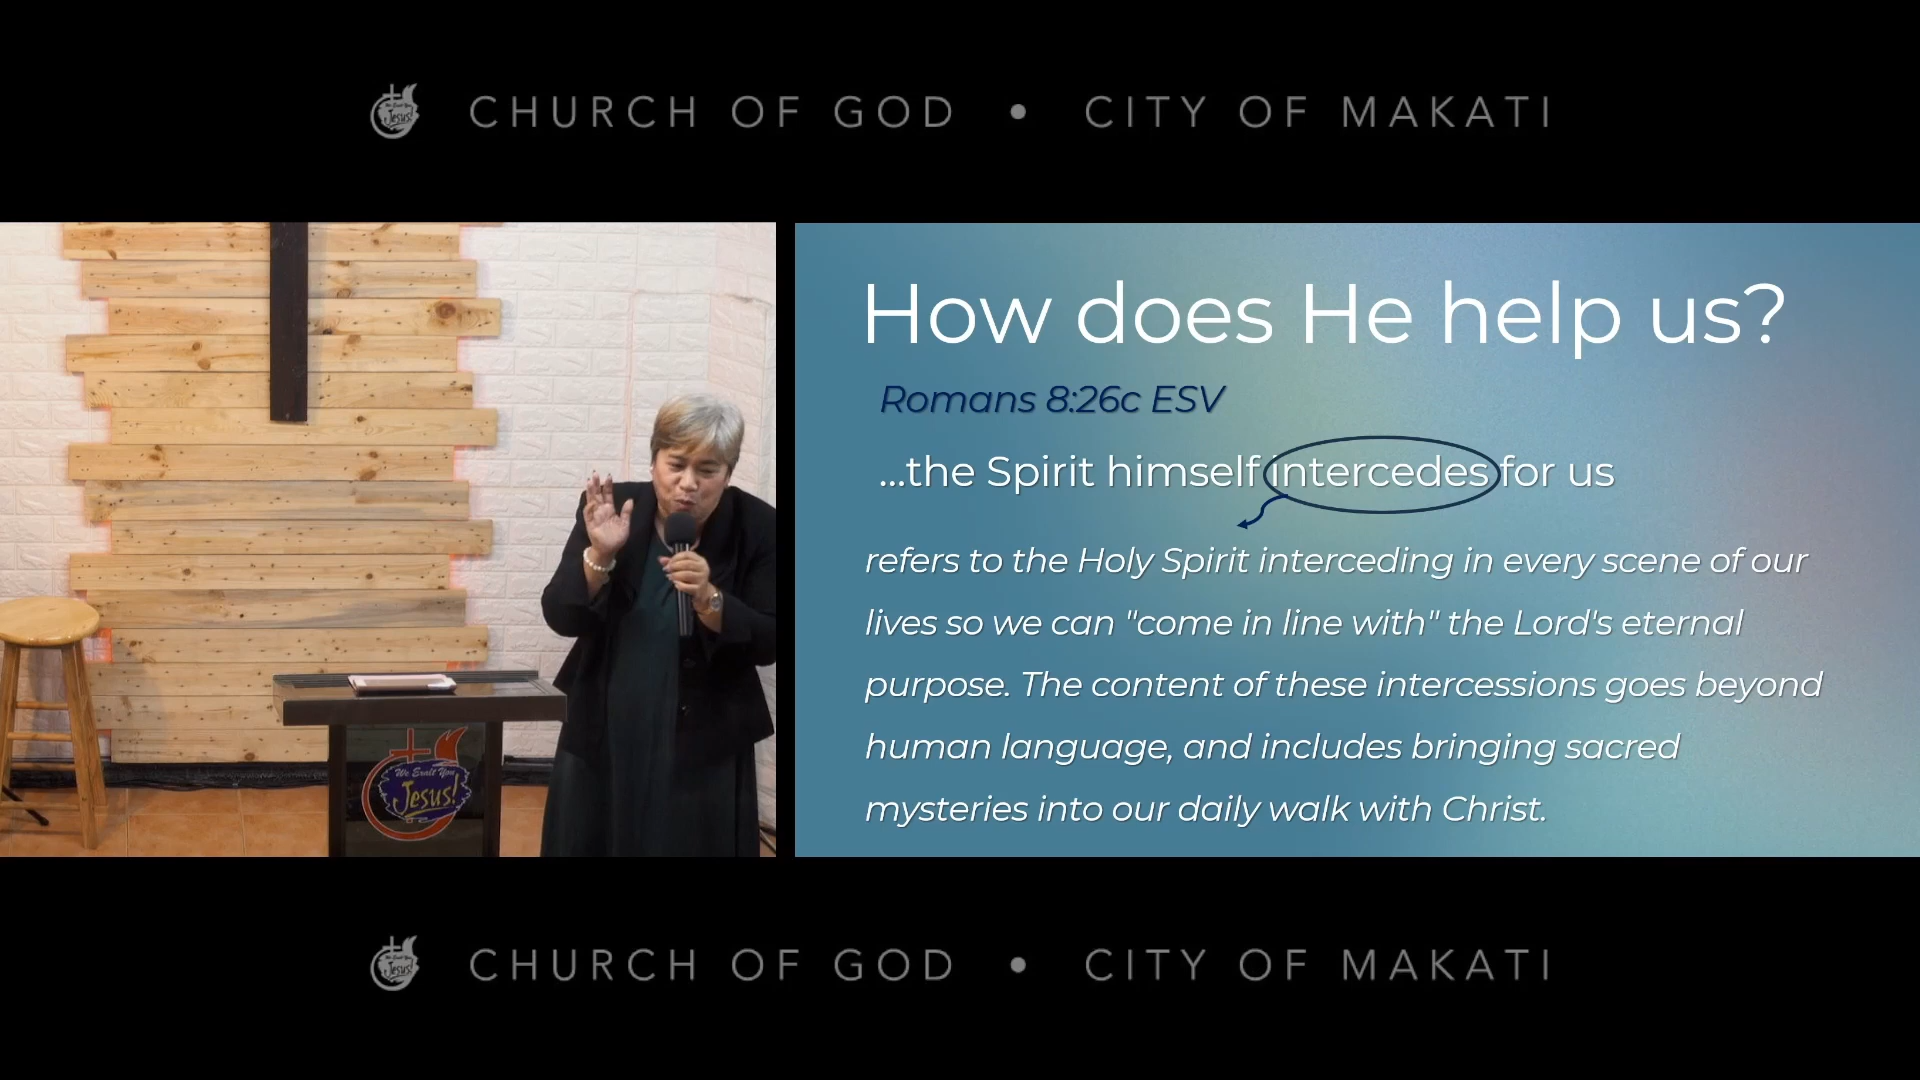 CHURCH OF GOD • CITY OF MAKATI
How does He help us?
Romans 8:26c ESV
...the Spirit himself intercedes for us
refers to the Holy Spirit interceding in every scene of our
lives so we can "come in line with" the Lord's eternal
purpose. The content of these intercessions goes beyond
human language, and includes bringing sacred
mysteries into our daily walk with Christ.
We Exalt You
Jesus!
CHURCH OF GOD • CITY OF MAKATI